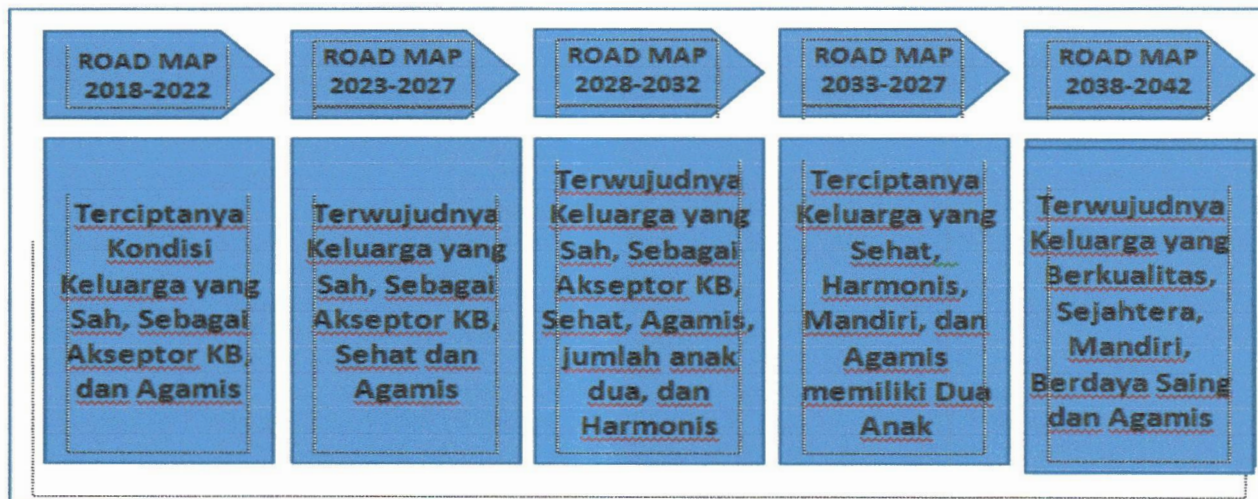 ROAD MAP
2018-2022
ROAD MAP
2023-2027
ROAD MAP
2028-2032
ROAD MAP
2033-2027
ROAD MAP
2038-2042
Terciptanya
Kondisi
Keluarga yang
Sah, Sebagai
Akseptor KB,
dan Agamis
Terwujudnya
Keluarga yang
Sah, Sebagai
Akseptor KB,
Sehat dan
Agamis
Terwujudnya
Keluarga yang
Sah, Sebagai
Akseptor KB,
Sehat, Agamis,
jumlah anak
dua, dan
Harmonis
Terciptanya
Keluarga yang
Sehat,
Harmonis,
Mandiri, dan
Agamis
memiliki Dua
Anak
Terwujudnya
Keluarga yang
Berkualitas,
Sejahtera,
Mandiri,
Berdaya Saing
dan Agamis